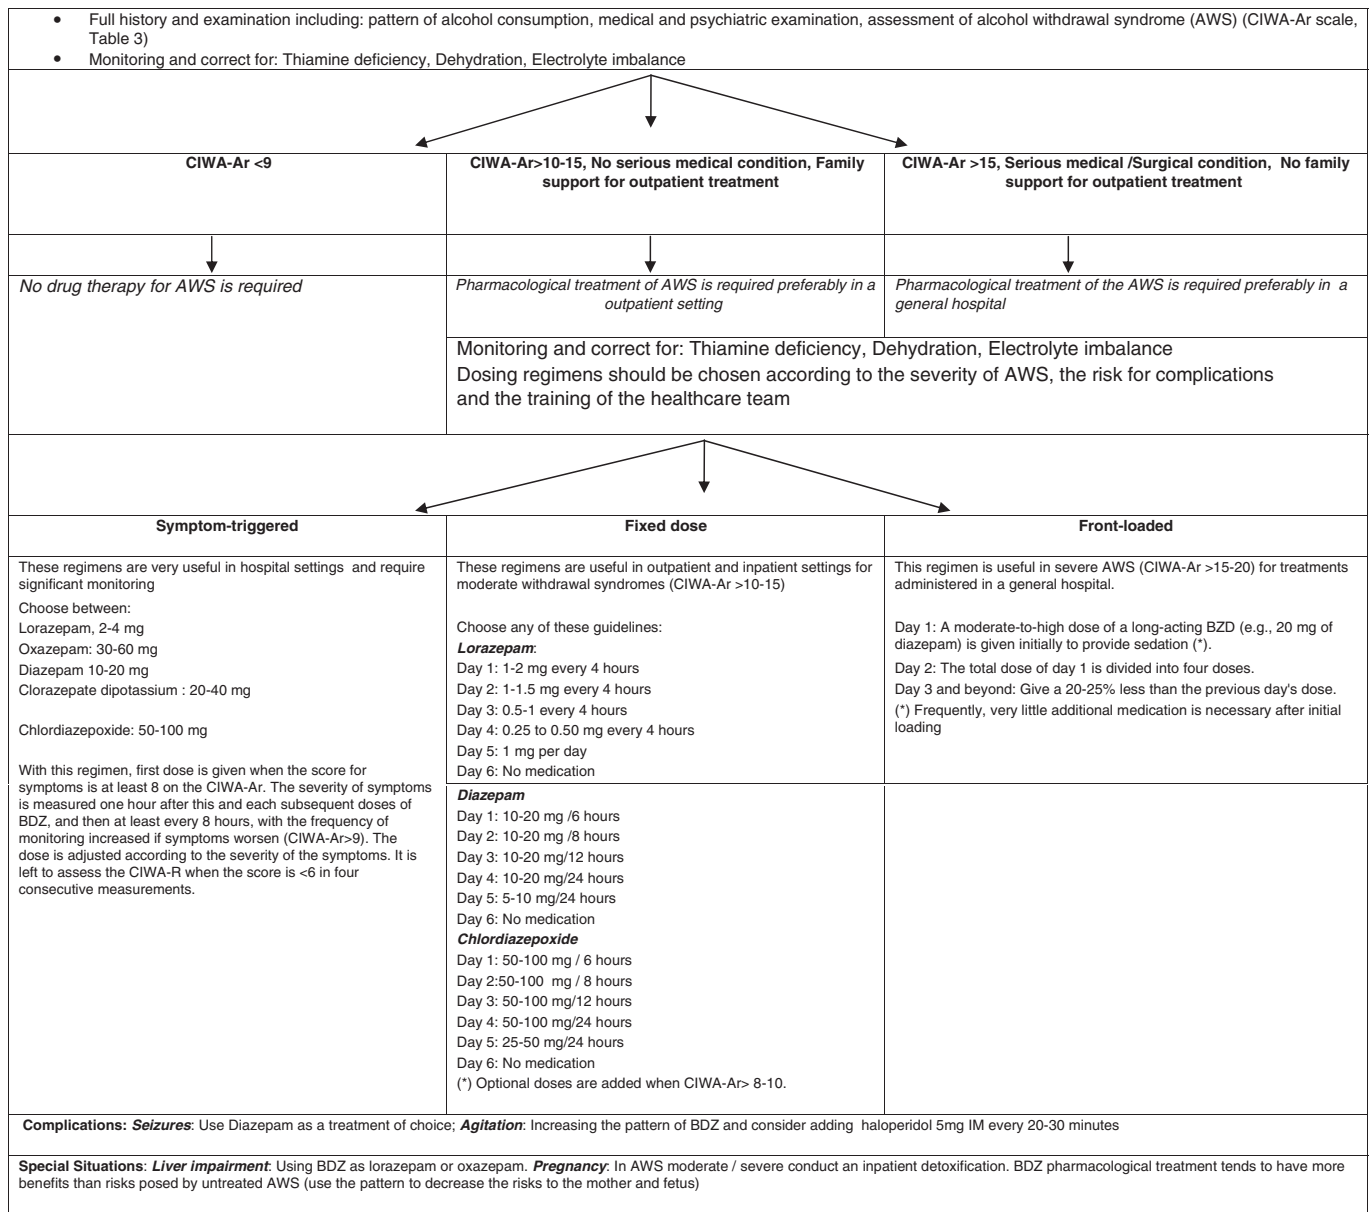 • Full history and examination including: pattern of alcohol consumption, medical and psychiatric examination, assessment of alcohol withdrawal syndrome (AWS) (CIWA-Ar scale,
Table 3)
• Monitoring and correct for: Thiamine deficiency, Dehydration, Electrolyte imbalance
CIWA-Ar <9
CIWA-Ar>10-15, No serious medical condition, Family
support for outpatient treatment
CIWA-Ar >15, Serious medical /Surgical condition, No family
support for outpatient treatment
No drug therapy for AWS is required
Pharmacological treatment of AWS is required preferably in a
outpatient setting
Pharmacological treatment of the AWS is required preferably in a
general hospital
Monitoring and correct for: Thiamine deficiency, Dehydration, Electrolyte imbalance
Dosing regimens should be chosen according to the severity of AWS, the risk for complications
and the training of the healthcare team
Symptom-triggered
These regimens are very useful in hospital settings and require
significant monitoring
Choose between:
Lorazepam, 2-4 mg
Oxazepam: 30-60 mg
Diazepam 10-20 mg
Clorazepate dipotassium : 20-40 mg
Chlordiazepoxide: 50-100 mg
With this regimen, first dose is given when the score for
symptoms is at least 8 on the CIWA-Ar. The severity of symptoms
is measured one hour after this and each subsequent doses of
BDZ, and then at least every 8 hours, with the frequency of
monitoring increased if symptoms worsen (CIWA-Ar>9). The
dose is adjusted according to the severity of the symptoms. It is
left to assess the CIWA-R when the score is <6 in four
consecutive measurements.
Fixed dose
These regimens are useful in outpatient and inpatient settings for
moderate withdrawal syndromes (CIWA-Ar >10-15)
Choose any of these guidelines:
Lorazepam:
Day 1: 1-2 mg every 4 hours
Day 2: 1-1.5 mg every 4 hours
Day 3: 0.5-1 every 4 hours
Day 4: 0.25 to 0.50 mg every 4 hours
Day 5: 1 mg per day
Day 6: No medication
Diazepam
Day 1: 10-20 mg /6 hours
Day 2: 10-20 mg /8 hours
Day 3: 10-20 mg/12 hours
Day 4: 10-20 mg/24 hours
Day 5: 5-10 mg/24 hours
Day 6: No medication
Chlordiazepoxide
Day 1: 50-100 mg / 6 hours
Day 2:50-100 mg / 8 hours
Day 3: 50-100 mg/12 hours
Day 4: 50-100 mg/24 hours
Day 5: 25-50 mg/24 hours
Day 6: No medication
(*) Optional doses are added when CIWA-Ar> 8-10.
Front-loaded
This regimen is useful in severe AWS (CIWA-Ar >15-20) for treatments
administered in a general hospital.
Day 1: A moderate-to-high dose of a long-acting BZD (e.g., 20 mg of
diazepam) is given initially to provide sedation (*).
Day 2: The total dose of day 1 is divided into four doses.
Day 3 and beyond: Give a 20-25% less than the previous day's dose.
(*) Frequently, very little additional medication is necessary after initial
loading
Complications: Seizures: Use Diazepam as a treatment of choice; Agitation: Increasing the pattern of BDZ and consider adding haloperidol 5mg IM every 20-30 minutes
Special Situations: Liver impairment: Using BDZ as lorazepam or oxazepam. Pregnancy: In AWS moderate / severe conduct an inpatient detoxification. BDZ pharmacological treatment tends to have more
benefits than risks posed by untreated AWS (use the pattern to decrease the risks to the mother and fetus)